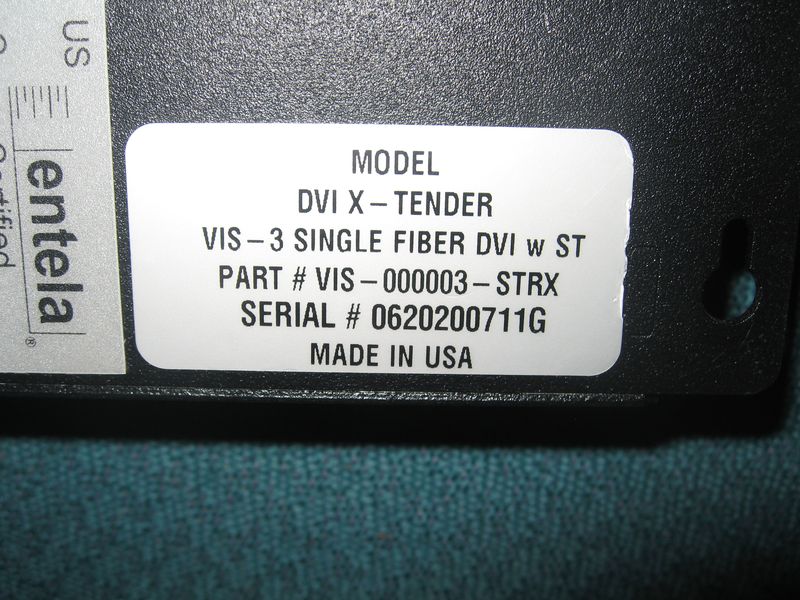 MODEL
DVI X-TENDER
VIS-3 SINGLE FIBER DVI w ST
PART # VIS-000003-STRX
SERIAL # 0620200711G
MADE IN USA
US
entela
®
Certified